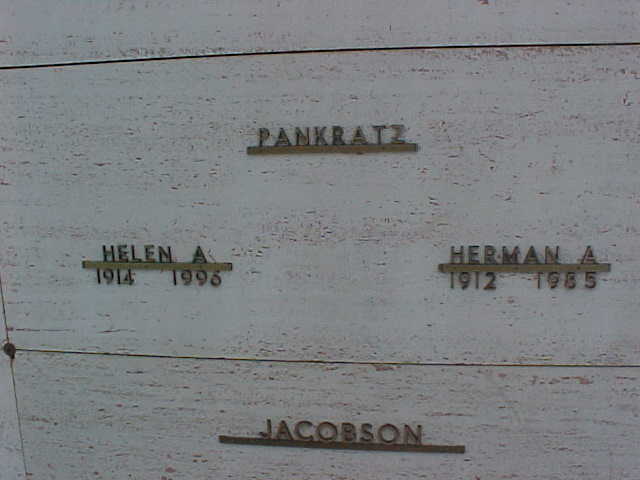 PANKRATZ
HELEN A
1914 1996
HERMAN A
1912 1985
JACOBSON